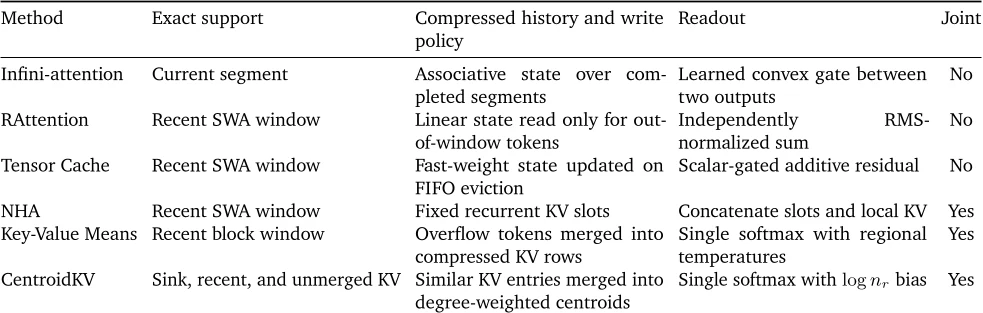 Method Exact support Compressed history and write policy Readout Joint
Infini-attention Current segment Associative state over com-
pleted segments Learned convex gate between
two outputs No
RAttention Recent SWA window Linear state read only for out-
of-window tokens Independently RMS-
normalized sum No
Tensor Cache Recent SWA window Fast-weight state updated on
FIFO eviction Scalar-gated additive residual No
NHA Recent SWA window Fixed recurrent KV slots Concatenate slots and local KV Yes
Key-Value Means Recent block window Overflow tokens merged into
compressed KV rows Single softmax with regional
temperatures Yes
CentroidKV Sink, recent, and unmerged KV Similar KV entries merged into
degree-weighted centroids Single softmax with log n_r bias Yes